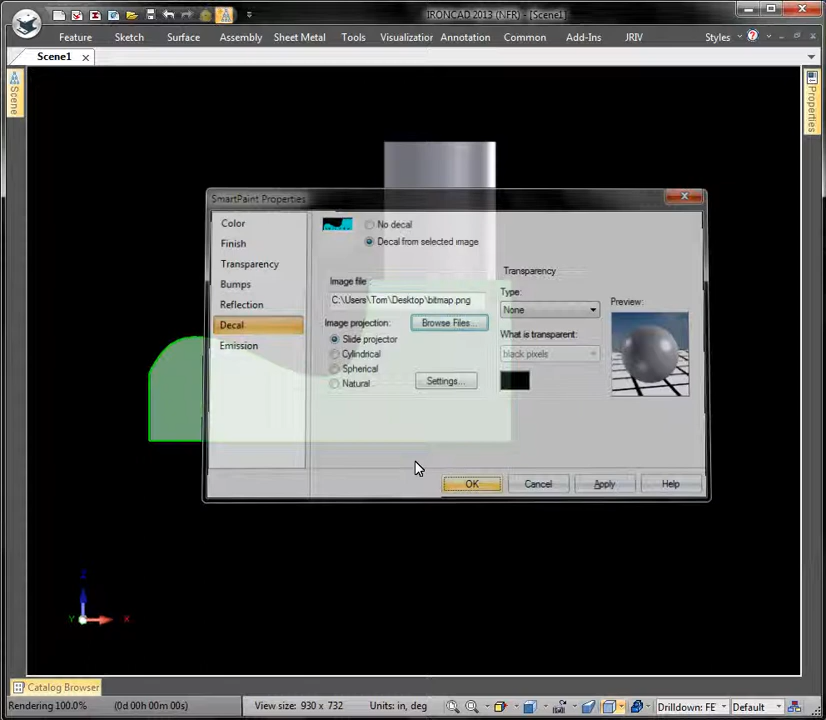 IRONCAD 2013 (NFR) - [Scene1]
Feature Sketch Surface Assembly Sheet Metal Tools Visualization Annotation Common Add-Ins JRIV Styles
Scene1
Scene
Properties
SmartPaint Properties
Color
Finish
Transparency
Bumps
Reflection
Decal
Emission
No decal
Decal from selected image
Image file
C:\Users\Tom\Desktop\bitmap.png
Image projection:
Browse Files...
Slide projector
Cylindrical
Spherical
Natural
Settings...
Transparency
Type:
None
What is transparent:
black pixels
Preview:
OK Cancel Apply Help
Z
Y X
Catalog Browser
Rendering 100.0% (0d 00h 00m 00s) View size: 930 x 732 Units: in, deg Drilldown: FE Default